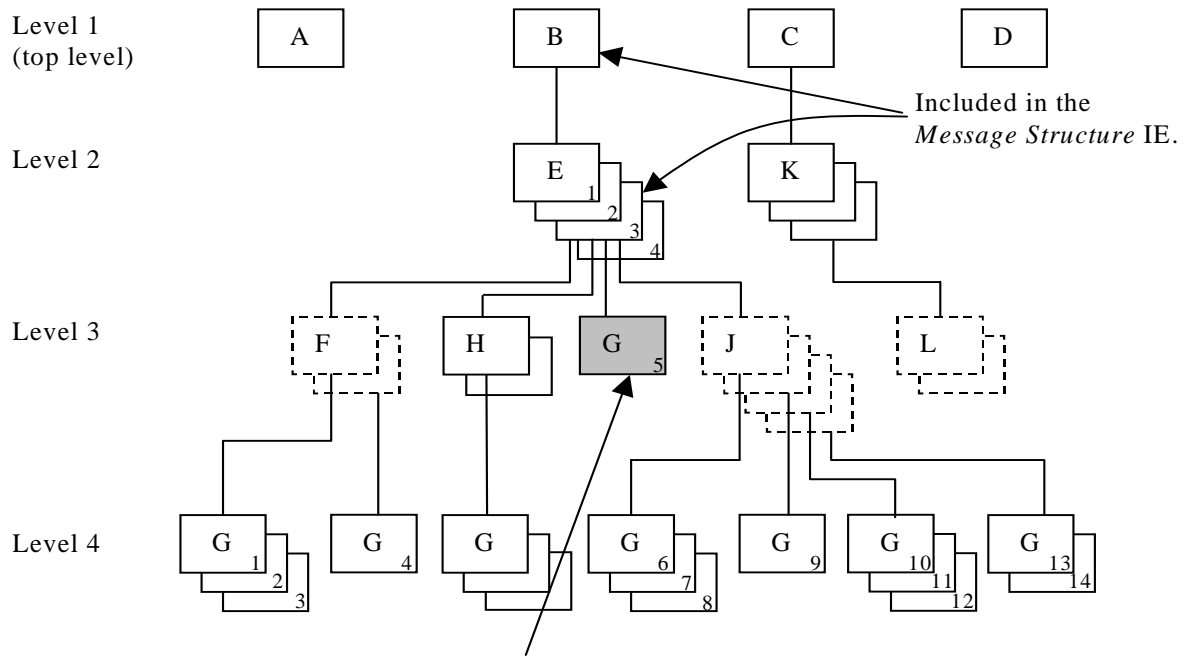 Level 1
(top level)
A
B
C
D
Included in the
Message Structure IE.
Level 2
E
1
2
3
4
K
Level 3
F
H
G
5
J
L
Level 4
G
1
2
3
G
4
G
G
6
7
8
G
9
G
10
11
12
G
13
14